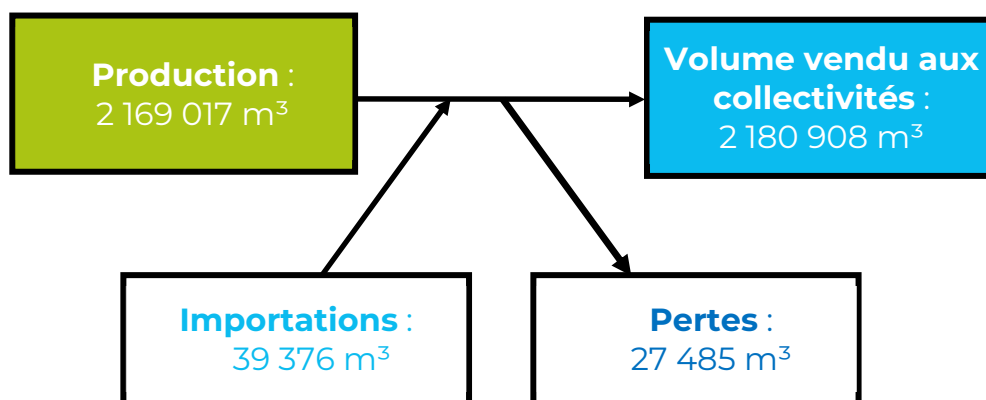 Production :
2 169 017 m³
Volume vendu aux
collectivités :
2 180 908 m³
Importations :
39 376 m³
Pertes :
27 485 m³